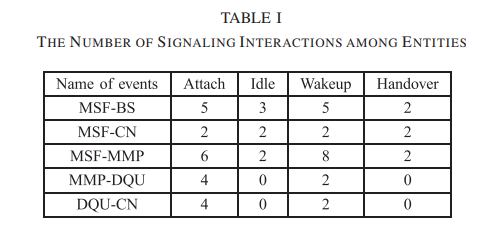 TABLE I
THE NUMBER OF SIGNALING INTERACTIONS AMONG ENTITIES
Name of events Attach Idle Wakeup Handover
MSF-BS 5 3 5 2
MSF-CN 2 2 2 2
MSF-MMP 6 2 8 2
MMP-DQU 4 0 2 0
DQU-CN 4 0 2 0